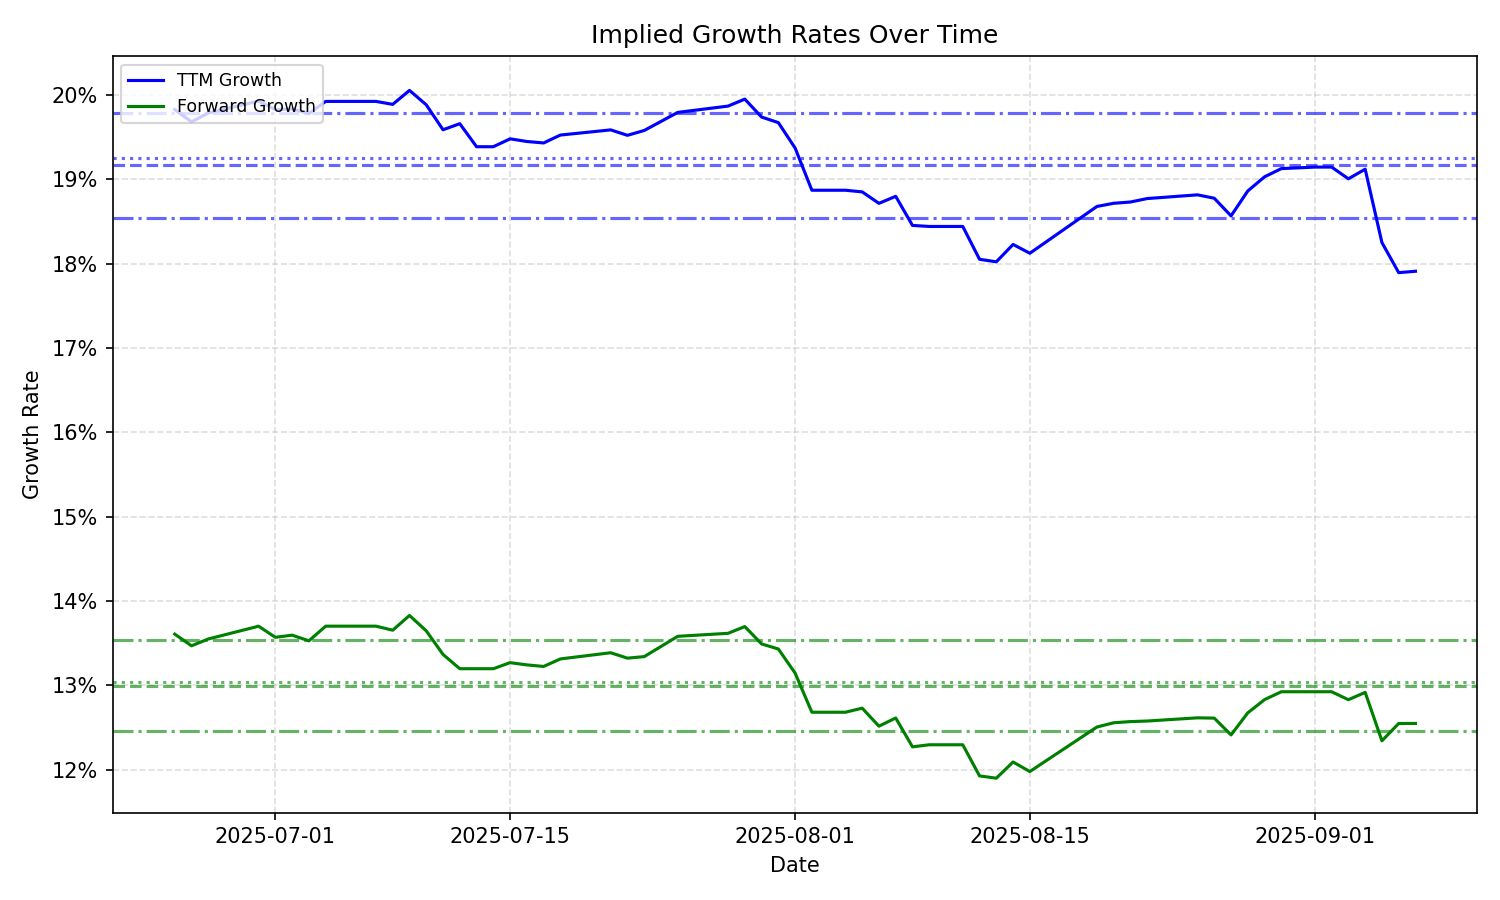 Implied Growth Rates Over Time
TTM Growth
Forward Growth
20%
19%
18%
17%
16%
15%
14%
13%
12%
Growth Rate
2025-07-01
2025-07-15
2025-08-01
2025-08-15
2025-09-01
Date